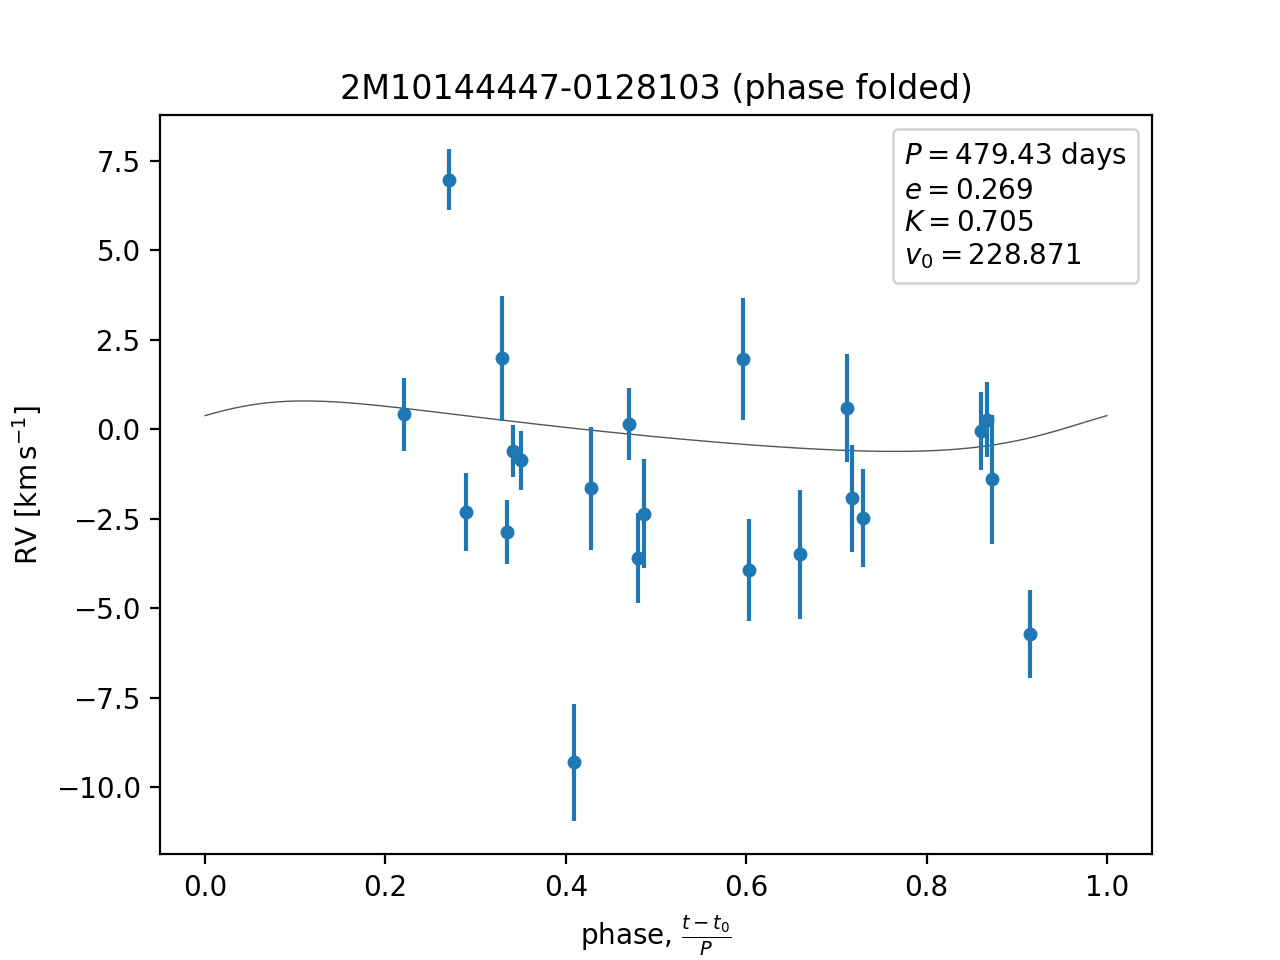 2M10144447-0128103 (phase folded)
P = 479.43 days
e = 0.269
K = 0.705
v₀ = 228.871
RV [km s⁻¹]
7.5
5.0
2.5
0.0
−2.5
−5.0
−7.5
−10.0
0.0 0.2 0.4 0.6 0.8 1.0
phase, (t − t₀)/P